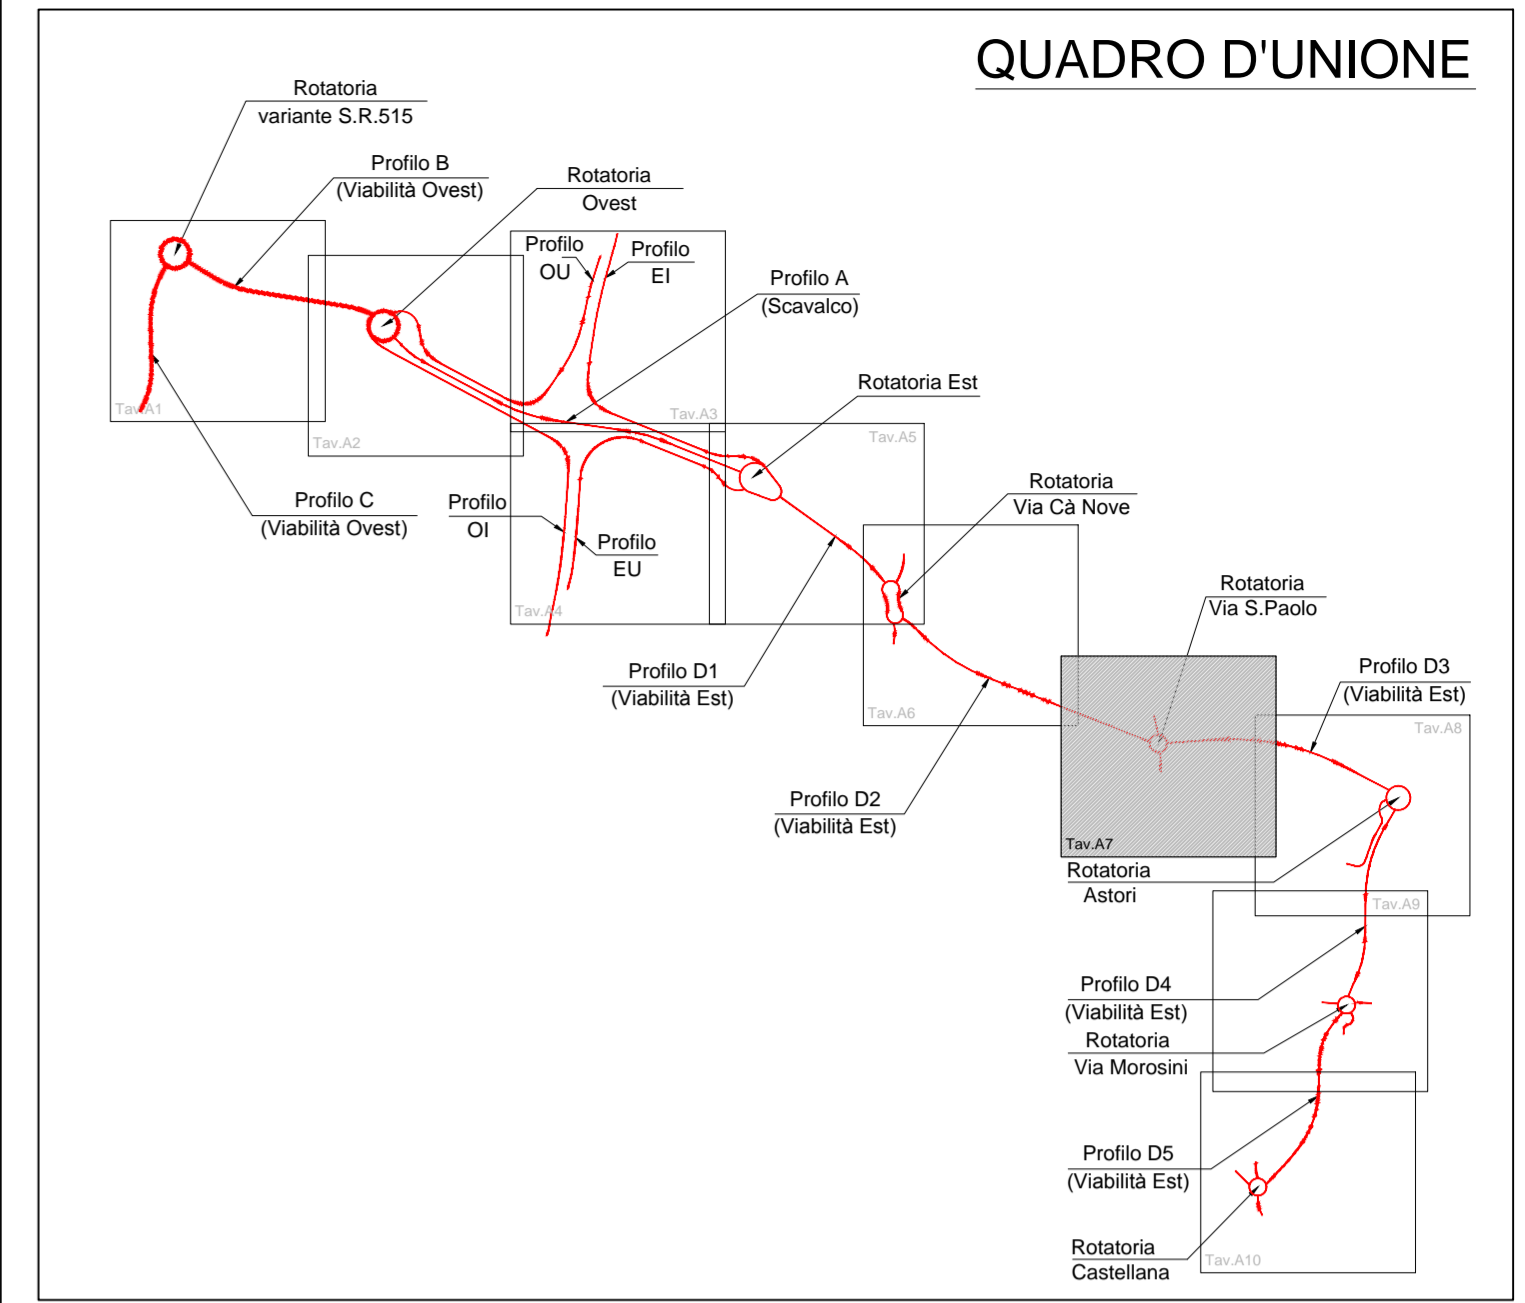 QUADRO D'UNIONE
Rotatoria
variante S.R.515
Profilo B
(Viabilità Ovest)
Rotatoria
Ovest
Profilo
OU
Profilo
EI
Profilo A
(Scavalco)
Rotatoria Est
Tav.A1
Tav.A2
Tav.A3
Tav.A5
Profilo C
(Viabilità Ovest)
Profilo
OI
Profilo
EU
Rotatoria
Via Cà Nove
Tav.A4
Rotatoria
Via S.Paolo
Profilo D1
(Viabilità Est)
Profilo D3
(Viabilità Est)
Tav.A6
Tav.A8
Profilo D2
(Viabilità Est)
Tav.A7
Rotatoria
Astori
Tav.A9
Profilo D4
(Viabilità Est)
Rotatoria
Via Morosini
Profilo D5
(Viabilità Est)
Rotatoria
Castellana
Tav.A10